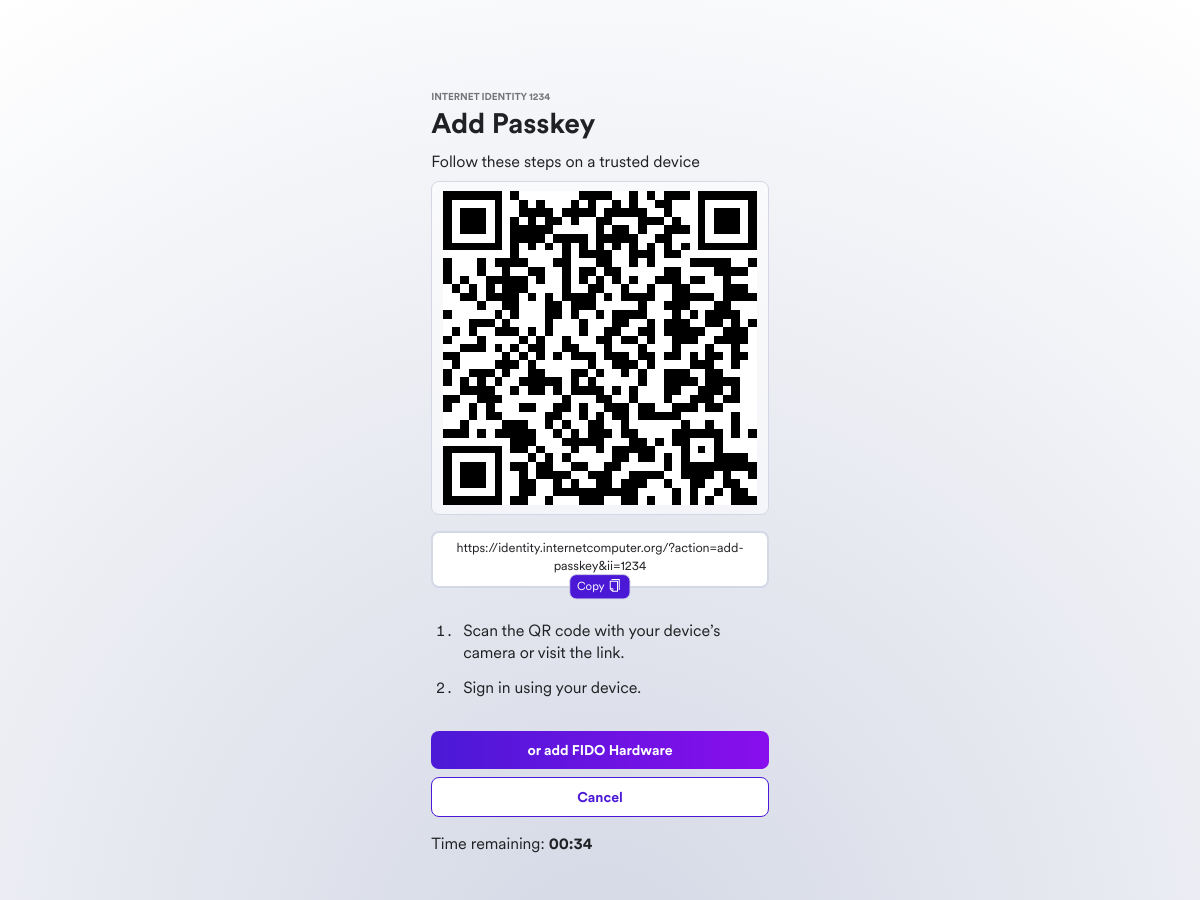 INTERNET IDENTITY 1234
Add Passkey
Follow these steps on a trusted device
https://identity.internetcomputer.org/?action=add-
passkey&ii=1234
Copy
1. Scan the QR code with your device’s
camera or visit the link.
2. Sign in using your device.
or add FIDO Hardware
Cancel
Time remaining: 00:34